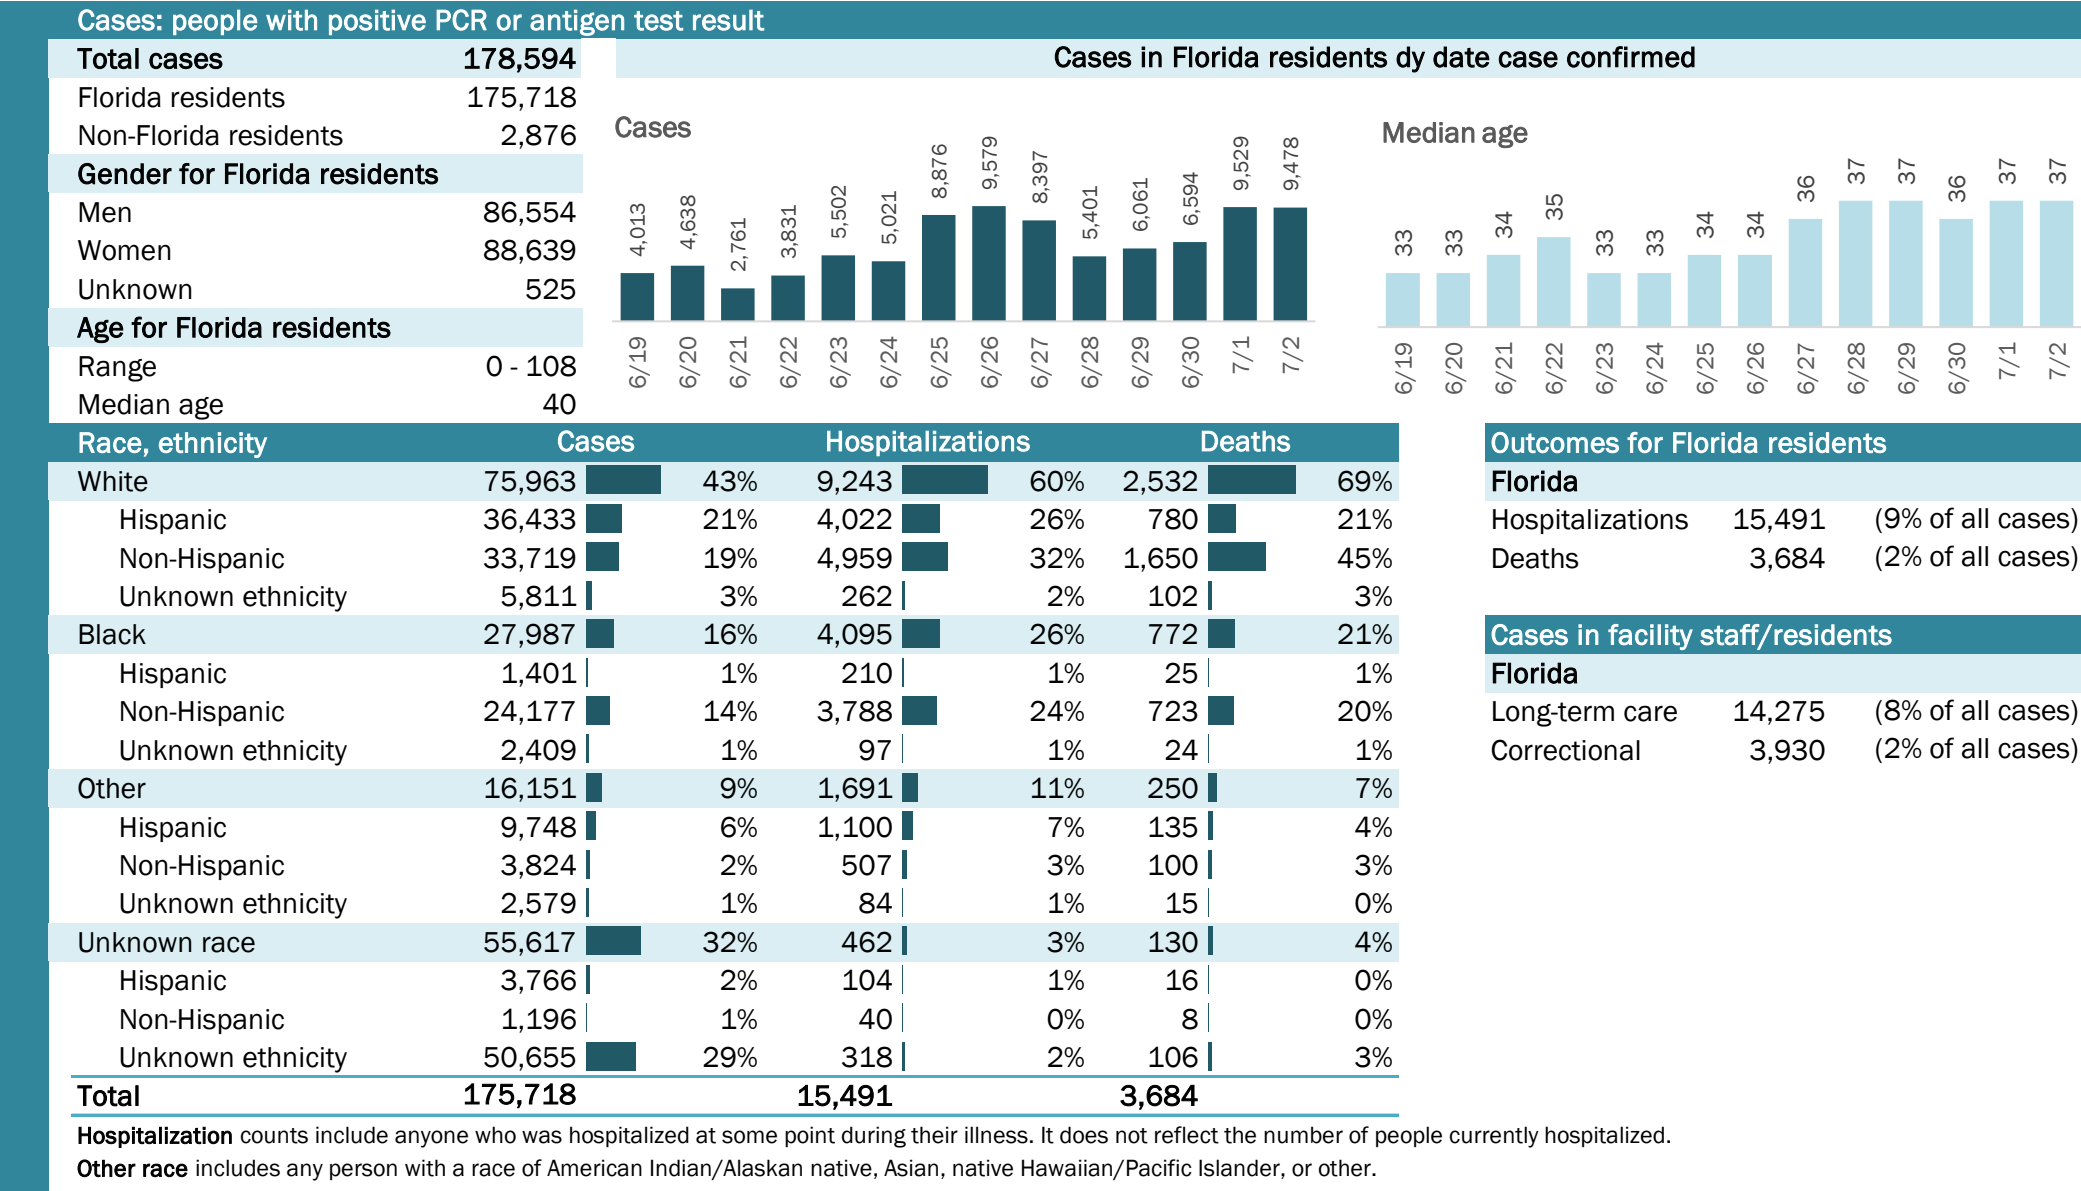 Cases: people with positive PCR or antigen test result
Total cases 178,594
Florida residents 175,718
Non-Florida residents 2,876
Gender for Florida residents
Men 86,554
Women 88,639
Unknown 525
Age for Florida residents
Range 0 - 108
Median age 40
Cases in Florida residents dy date case confirmed
Cases
4,013 4,638 2,761 3,831 5,502 5,021 8,876 9,579 8,397 5,401 6,061 6,594 9,529 9,478
6/19 6/20 6/21 6/22 6/23 6/24 6/25 6/26 6/27 6/28 6/29 6/30 7/1 7/2
Median age
33 33 34 35 33 33 34 34 36 37 37 36 37 37
6/19 6/20 6/21 6/22 6/23 6/24 6/25 6/26 6/27 6/28 6/29 6/30 7/1 7/2
Race, ethnicity Cases Hospitalizations Deaths
White 75,963 43% 9,243 60% 2,532 69%
Hispanic 36,433 21% 4,022 26% 780 21%
Non-Hispanic 33,719 19% 4,959 32% 1,650 45%
Unknown ethnicity 5,811 3% 262 2% 102 3%
Black 27,987 16% 4,095 26% 772 21%
Hispanic 1,401 1% 210 1% 25 1%
Non-Hispanic 24,177 14% 3,788 24% 723 20%
Unknown ethnicity 2,409 1% 97 1% 24 1%
Other 16,151 9% 1,691 11% 250 7%
Hispanic 9,748 6% 1,100 7% 135 4%
Non-Hispanic 3,824 2% 507 3% 100 3%
Unknown ethnicity 2,579 1% 84 1% 15 0%
Unknown race 55,617 32% 462 3% 130 4%
Hispanic 3,766 2% 104 1% 16 0%
Non-Hispanic 1,196 1% 40 0% 8 0%
Unknown ethnicity 50,655 29% 318 2% 106 3%
Total 175,718 15,491 3,684
Outcomes for Florida residents
Florida
Hospitalizations 15,491 (9% of all cases)
Deaths 3,684 (2% of all cases)
Cases in facility staff/residents
Florida
Long-term care 14,275 (8% of all cases)
Correctional 3,930 (2% of all cases)
Hospitalization counts include anyone who was hospitalized at some point during their illness. It does not reflect the number of people currently hospitalized.
Other race includes any person with a race of American Indian/Alaskan native, Asian, native Hawaiian/Pacific Islander, or other.